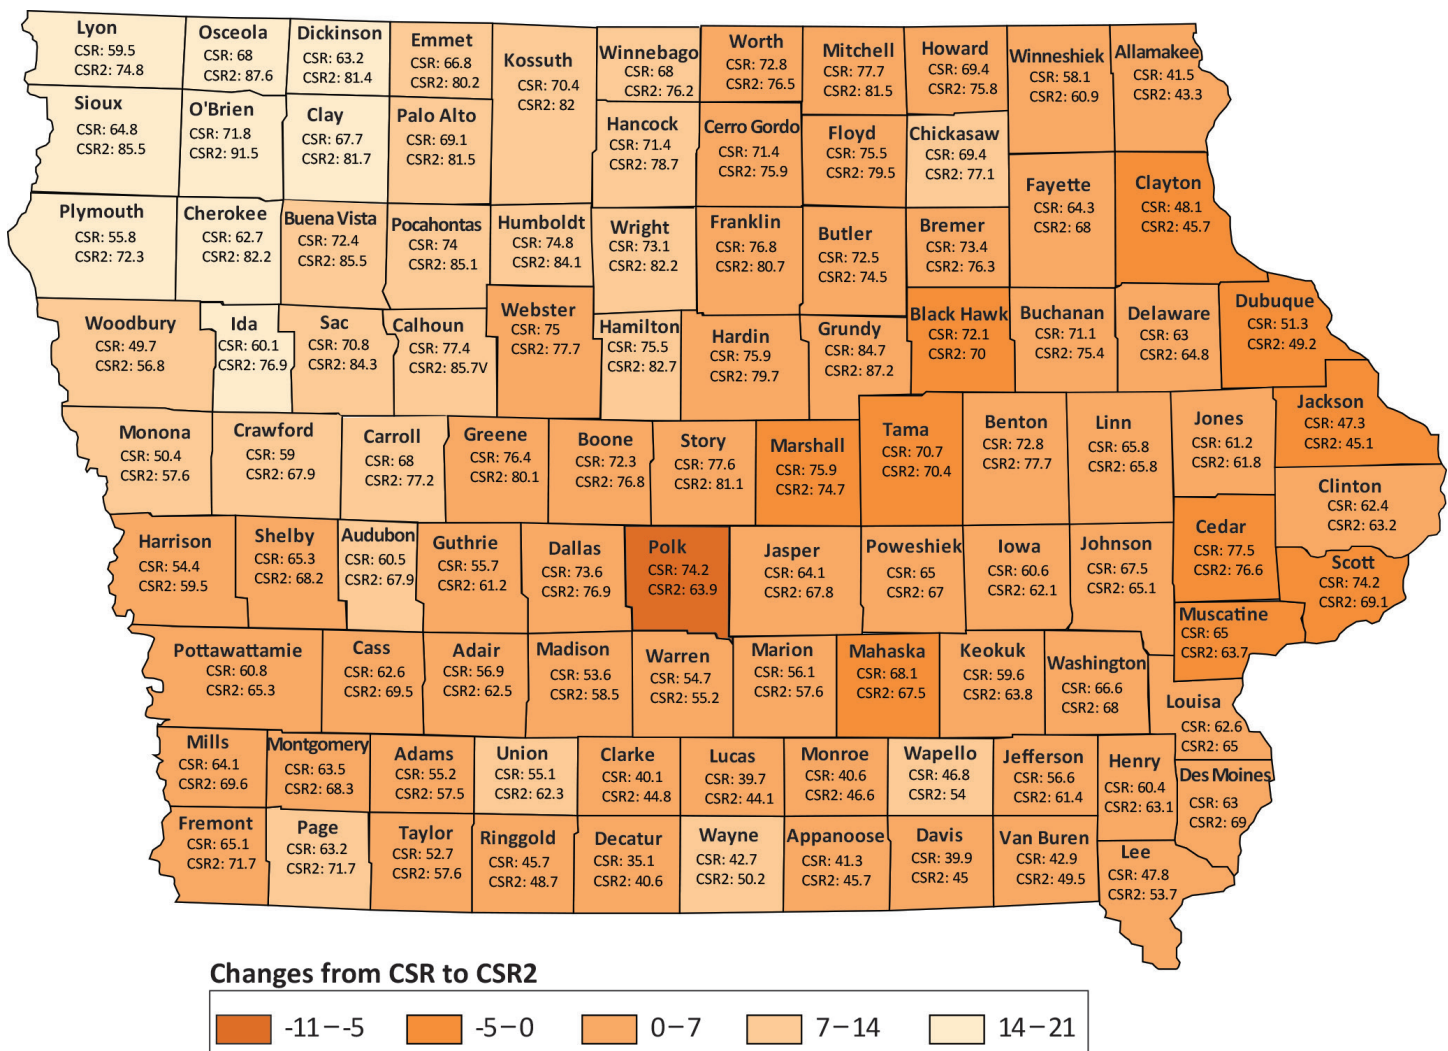 Lyon
CSR: 59.5
CSR2: 74.8
Osceola
CSR: 68
CSR2: 87.6
Dickinson
CSR: 63.2
CSR2: 81.4
Emmet
CSR: 66.8
CSR2: 80.2
Kossuth
CSR: 70.4
CSR2: 82
Winnebago
CSR: 68
CSR2: 76.2
Worth
CSR: 72.8
CSR2: 76.5
Mitchell
CSR: 77.7
CSR2: 81.5
Howard
CSR: 69.4
CSR2: 75.8
Winneshiek
CSR: 58.1
CSR2: 60.9
Allamakee
CSR: 41.5
CSR2: 43.3
Sioux
CSR: 64.8
CSR2: 85.5
O'Brien
CSR: 71.8
CSR2: 91.5
Clay
CSR: 67.7
CSR2: 81.7
Palo Alto
CSR: 69.1
CSR2: 81.5
Hancock
CSR: 71.4
CSR2: 78.7
Cerro Gordo
CSR: 71.4
CSR2: 75.9
Floyd
CSR: 75.5
CSR2: 79.5
Chickasaw
CSR: 69.4
CSR2: 77.1
Fayette
CSR: 64.3
CSR2: 68
Clayton
CSR: 48.1
CSR2: 45.7
Plymouth
CSR: 55.8
CSR2: 72.3
Cherokee
CSR: 62.7
CSR2: 82.2
Buena Vista
CSR: 72.4
CSR2: 85.5
Pocahontas
CSR: 74
CSR2: 85.1
Humboldt
CSR: 74.8
CSR2: 84.1
Wright
CSR: 73.1
CSR2: 82.2
Franklin
CSR: 76.8
CSR2: 80.7
Butler
CSR: 72.5
CSR2: 74.5
Bremer
CSR: 73.4
CSR2: 76.3
Woodbury
CSR: 49.7
CSR2: 56.8
Ida
CSR: 60.1
CSR2: 76.9
Sac
CSR: 70.8
CSR2: 84.3
Calhoun
CSR: 77.4
CSR2: 85.7V
Webster
CSR: 75
CSR2: 77.7
Hamilton
CSR: 75.5
CSR2: 82.7
Hardin
CSR: 75.9
CSR2: 79.7
Grundy
CSR: 84.7
CSR2: 87.2
Black Hawk
CSR: 72.1
CSR2: 70
Buchanan
CSR: 71.1
CSR2: 75.4
Delaware
CSR: 63
CSR2: 64.8
Dubuque
CSR: 51.3
CSR2: 49.2
Monona
CSR: 50.4
CSR2: 57.6
Crawford
CSR: 59
CSR2: 67.9
Carroll
CSR: 68
CSR2: 77.2
Greene
CSR: 76.4
CSR2: 80.1
Boone
CSR: 72.3
CSR2: 76.8
Story
CSR: 77.6
CSR2: 81.1
Marshall
CSR: 75.9
CSR2: 74.7
Tama
CSR: 70.7
CSR2: 70.4
Benton
CSR: 72.8
CSR2: 77.7
Linn
CSR: 65.8
CSR2: 65.8
Jones
CSR: 61.2
CSR2: 61.8
Jackson
CSR: 47.3
CSR2: 45.1
Clinton
CSR: 62.4
CSR2: 63.2
Harrison
CSR: 54.4
CSR2: 59.5
Shelby
CSR: 65.3
CSR2: 68.2
Audubon
CSR: 60.5
CSR2: 67.9
Guthrie
CSR: 55.7
CSR2: 61.2
Dallas
CSR: 73.6
CSR2: 76.9
Polk
CSR: 74.2
CSR2: 63.9
Jasper
CSR: 64.1
CSR2: 67.8
Poweshiek
CSR: 65
CSR2: 67
Iowa
CSR: 60.6
CSR2: 62.1
Johnson
CSR: 67.5
CSR2: 65.1
Cedar
CSR: 77.5
CSR2: 76.6
Scott
CSR: 74.2
CSR2: 69.1
Muscatine
CSR: 65
CSR2: 63.7
Pottawattamie
CSR: 60.8
CSR2: 65.3
Cass
CSR: 62.6
CSR2: 69.5
Adair
CSR: 56.9
CSR2: 62.5
Madison
CSR: 53.6
CSR2: 58.5
Warren
CSR: 54.7
CSR2: 55.2
Marion
CSR: 56.1
CSR2: 57.6
Mahaska
CSR: 68.1
CSR2: 67.5
Keokuk
CSR: 59.6
CSR2: 63.8
Washington
CSR: 66.6
CSR2: 68
Louisa
CSR: 62.6
CSR2: 65
Mills
CSR: 64.1
CSR2: 69.6
Montgomery
CSR: 63.5
CSR2: 68.3
Adams
CSR: 55.2
CSR2: 57.5
Union
CSR: 55.1
CSR2: 62.3
Clarke
CSR: 40.1
CSR2: 44.8
Lucas
CSR: 39.7
CSR2: 44.1
Monroe
CSR: 40.6
CSR2: 46.6
Wapello
CSR: 46.8
CSR2: 54
Jefferson
CSR: 56.6
CSR2: 61.4
Henry
CSR: 60.4
CSR2: 63.1
Des Moines
CSR: 63
CSR2: 69
Fremont
CSR: 65.1
CSR2: 71.7
Page
CSR: 63.2
CSR2: 71.7
Taylor
CSR: 52.7
CSR2: 57.6
Ringgold
CSR: 45.7
CSR2: 48.7
Decatur
CSR: 35.1
CSR2: 40.6
Wayne
CSR: 42.7
CSR2: 50.2
Appanoose
CSR: 41.3
CSR2: 45.7
Davis
CSR: 39.9
CSR2: 45
Van Buren
CSR: 42.9
CSR2: 49.5
Lee
CSR: 47.8
CSR2: 53.7
Changes from CSR to CSR2
-11–-5
-5–0
0–7
7–14
14–21